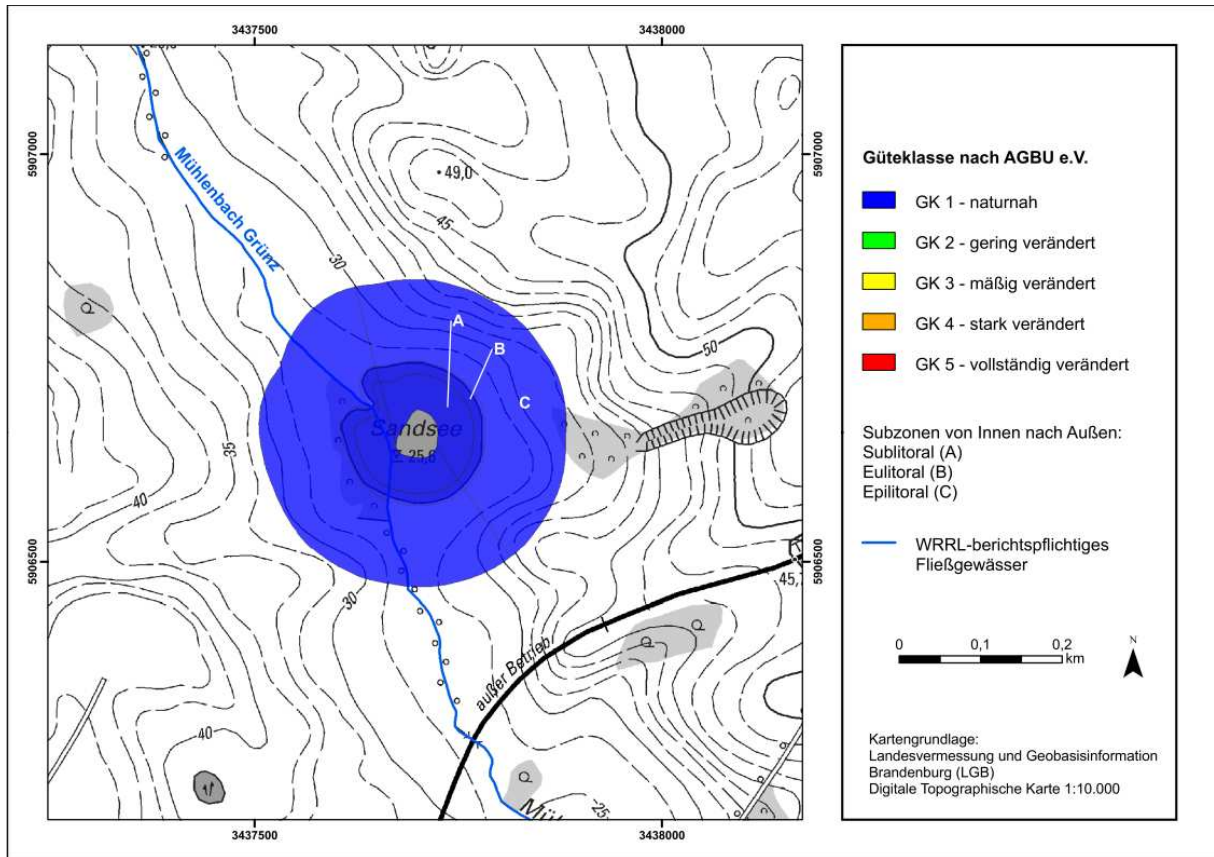 3437500
3438000
5907000
5907000
Mühlenbach Grünz
49,0
45
30
35
50
A
B
C
Sandsee
25,6
40
40
30
5906500
5906500
45,
außer Betrieb
40
25
Mü
3437500
3438000
Güteklasse nach AGBU e.V.
GK 1 - naturnah
GK 2 - gering verändert
GK 3 - mäßig verändert
GK 4 - stark verändert
GK 5 - vollständig verändert
Subzonen von Innen nach Außen:
Sublitoral (A)
Eulitoral (B)
Epilitoral (C)
WRRL-berichtspflichtiges
Fließgewässer
0 0,1 0,2
km
N
Kartengrundlage:
Landesvermessung und Geobasisinformation
Brandenburg (LGB)
Digitale Topographische Karte 1:10.000